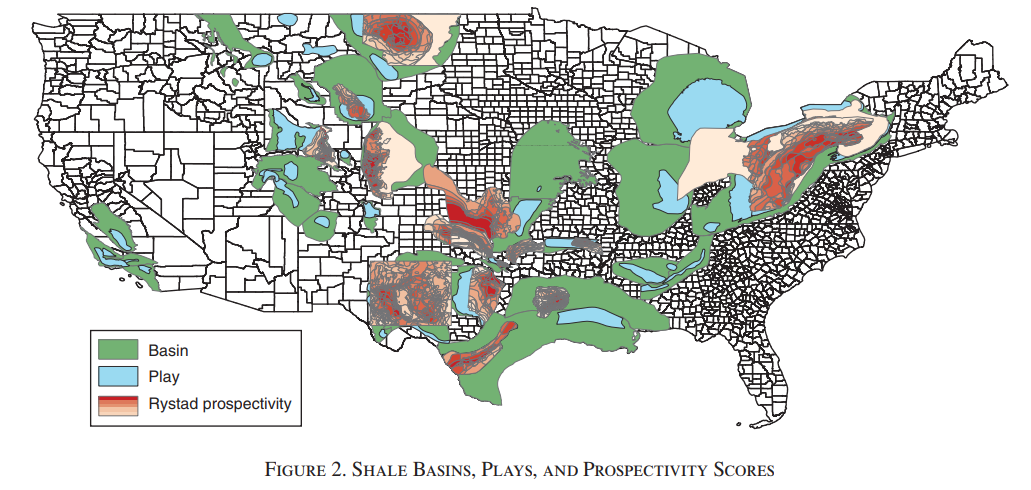 Basin
Play
Rystad prospectivity
FIGURE 2. SHALE BASINS, PLAYS, AND PROSPECTIVITY SCORES